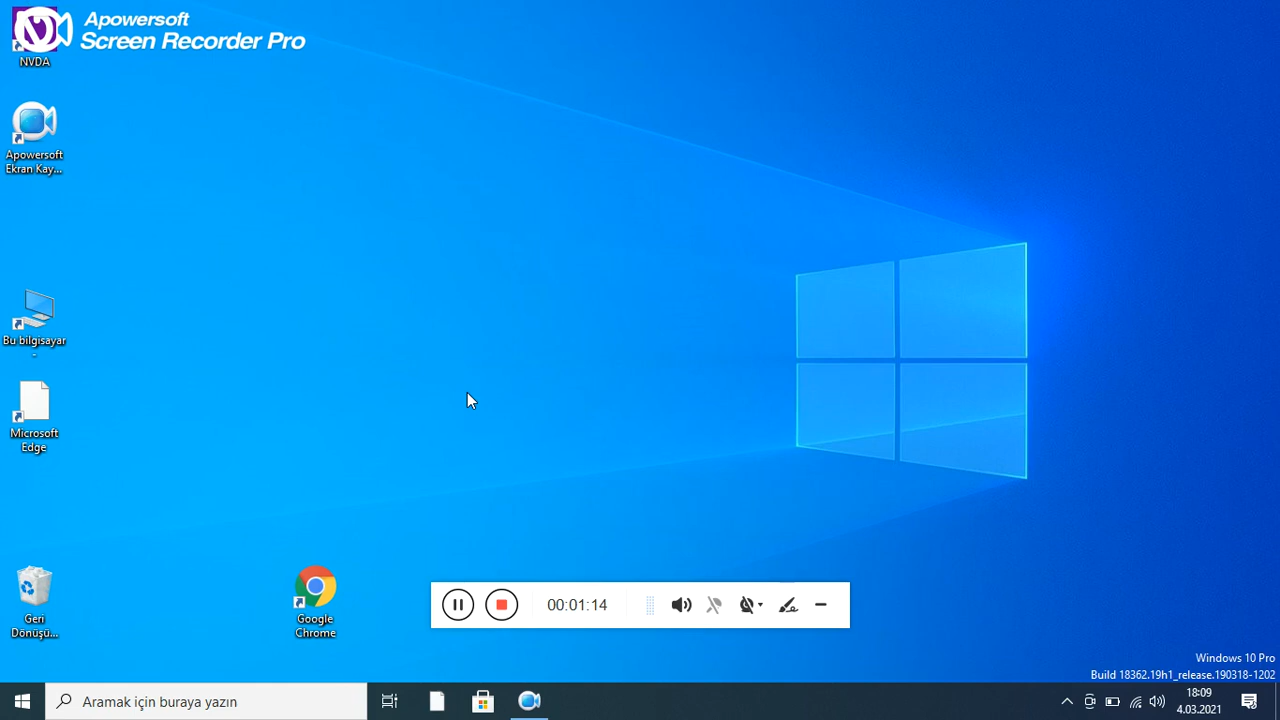 Apowersoft
Screen Recorder Pro
NVDA
Apowersoft
Ekran Kay...
Bu bilgisayar
-
Microsoft
Edge
Geri
Dönüşü...
Google
Chrome
00:01:14
Windows 10 Pro
Build 18362.19h1_release.190318-1202
Aramak için buraya yazın
18:09
4.03.2021